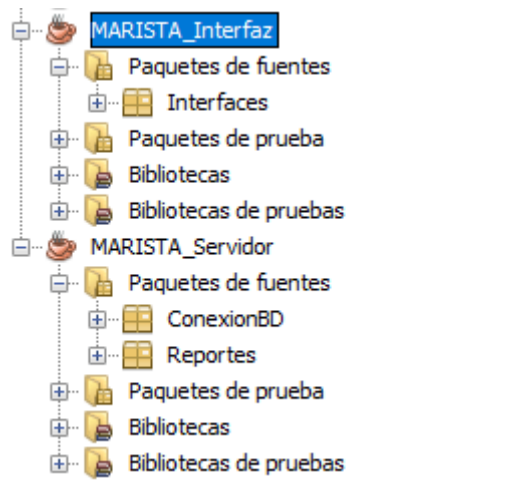 MARISTA_Interfaz
Paquetes de fuentes
Interfaces
Paquetes de prueba
Bibliotecas
Bibliotecas de pruebas
MARISTA_Servidor
Paquetes de fuentes
ConexionBD
Reportes
Paquetes de prueba
Bibliotecas
Bibliotecas de pruebas